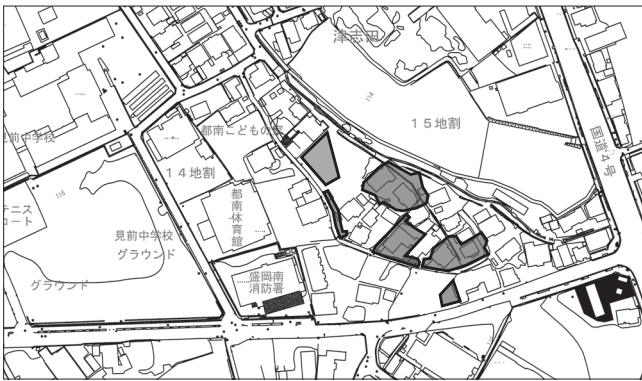 津志田
15地割
国道4号
都南こどもの家
見前中学校
14地割
都南体育館
テニス
コート
見前中学校
グラウンド
グラウンド
盛岡南
消防署